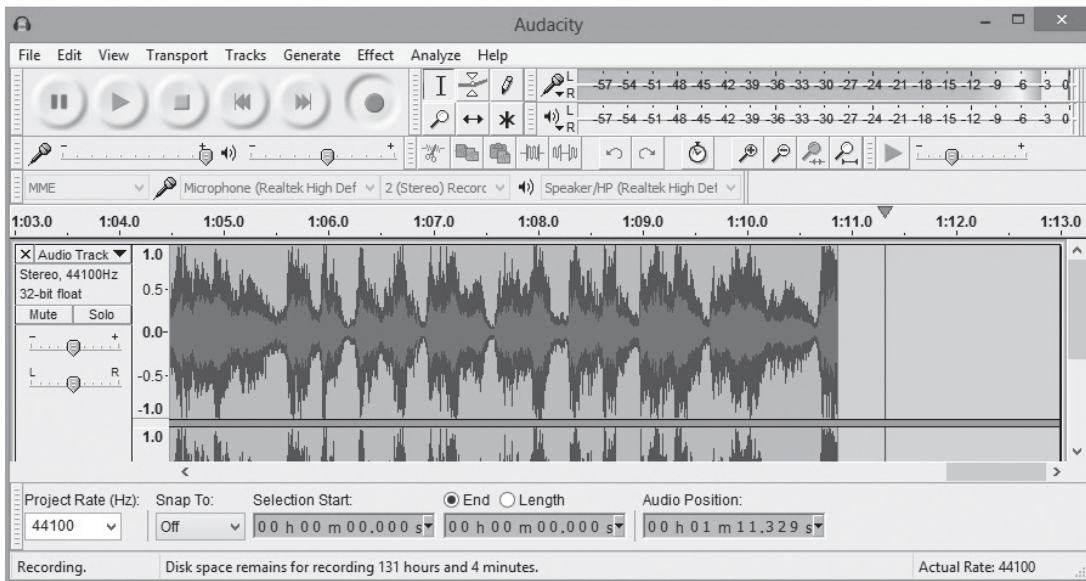 Audacity
File Edit View Transport Tracks Generate Effect Analyze Help
L R -57 -54 -51 -48 -45 -42 -39 -36 -33 -30 -27 -24 -21 -18 -15 -12 -9 -6 -3 0
L R -57 -54 -51 -48 -45 -42 -39 -36 -33 -30 -27 -24 -21 -18 -15 -12 -9 -6 -3 0
- + - + - +
MME Microphone (Realtek High Def 2 (Stereo) Recorc Speaker/HP (Realtek High Def
1:03.0 1:04.0 1:05.0 1:06.0 1:07.0 1:08.0 1:09.0 1:10.0 1:11.0 1:12.0 1:13.0
X Audio Track 1.0
Stereo, 44100Hz
32-bit float 0.5
Mute Solo
- + 0.0
L R -0.5
-1.0
1.0
Project Rate (Hz): Snap To: Selection Start: End Length Audio Position:
44100 Off 00 h 00 m 00.000 s 00 h 00 m 00.000 s 00 h 01 m 11.329 s
Recording. Disk space remains for recording 131 hours and 4 minutes. Actual Rate: 44100